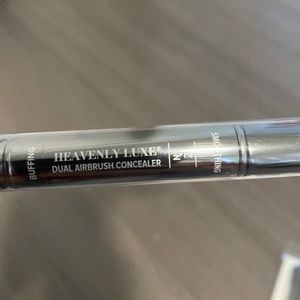 BUFFING
HEAVENLY LUXE®
DUAL AIRBRUSH CONCEALER
SMOOTHING